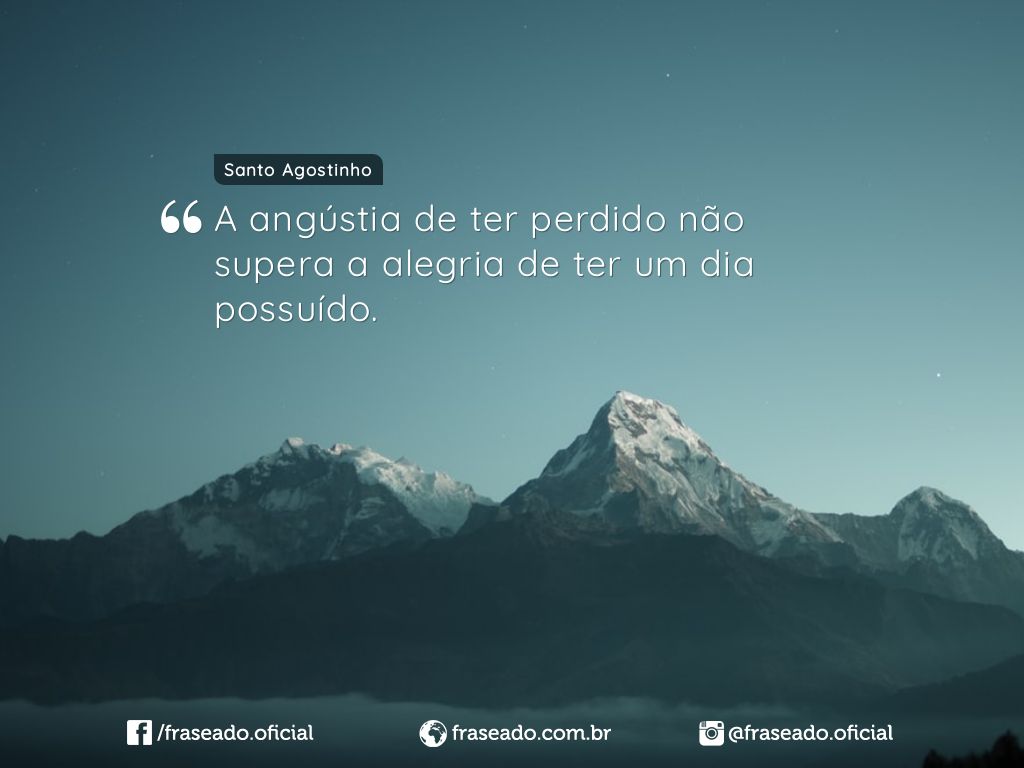 Santo Agostinho
A angústia de ter perdido não
supera a alegria de ter um dia
possuído.
/fraseado.oficial fraseado.com.br @fraseado.oficial